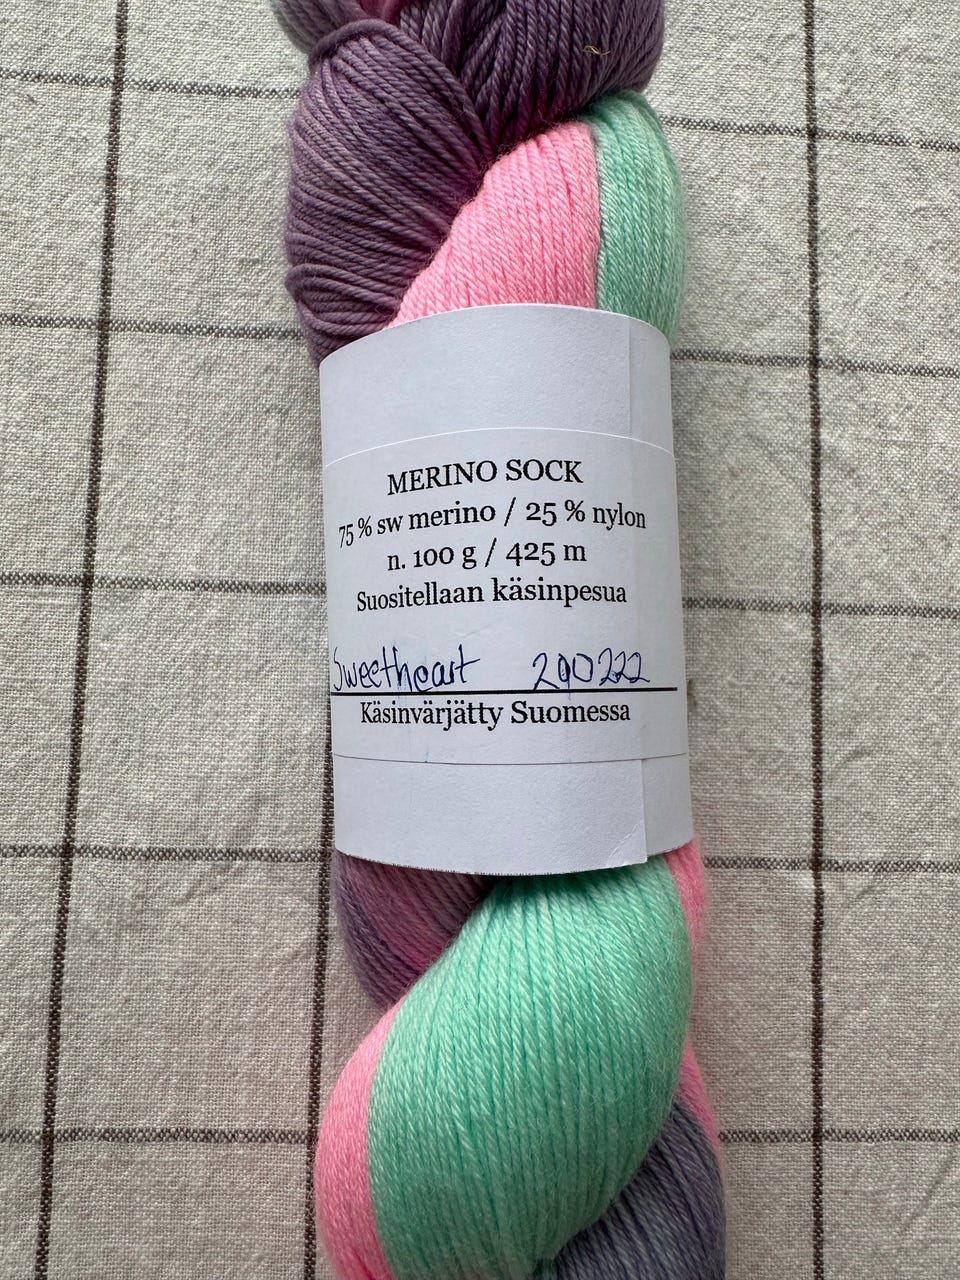 MERINO SOCK
75 % sw merino / 25 % nylon
n. 100 g / 425 m
Suositellaan käsinpesua
Sweetheart 290222
Käsinvärjätty Suomessa